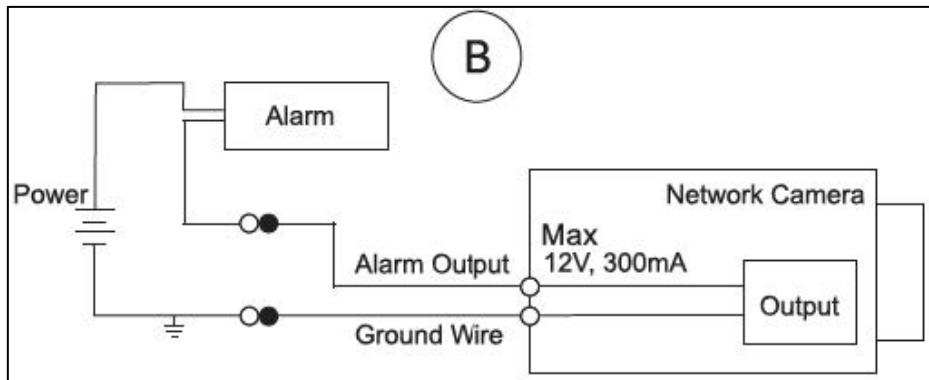 B
Alarm
Power
Network Camera
Max
12V, 300mA
Alarm Output
Output
Ground Wire